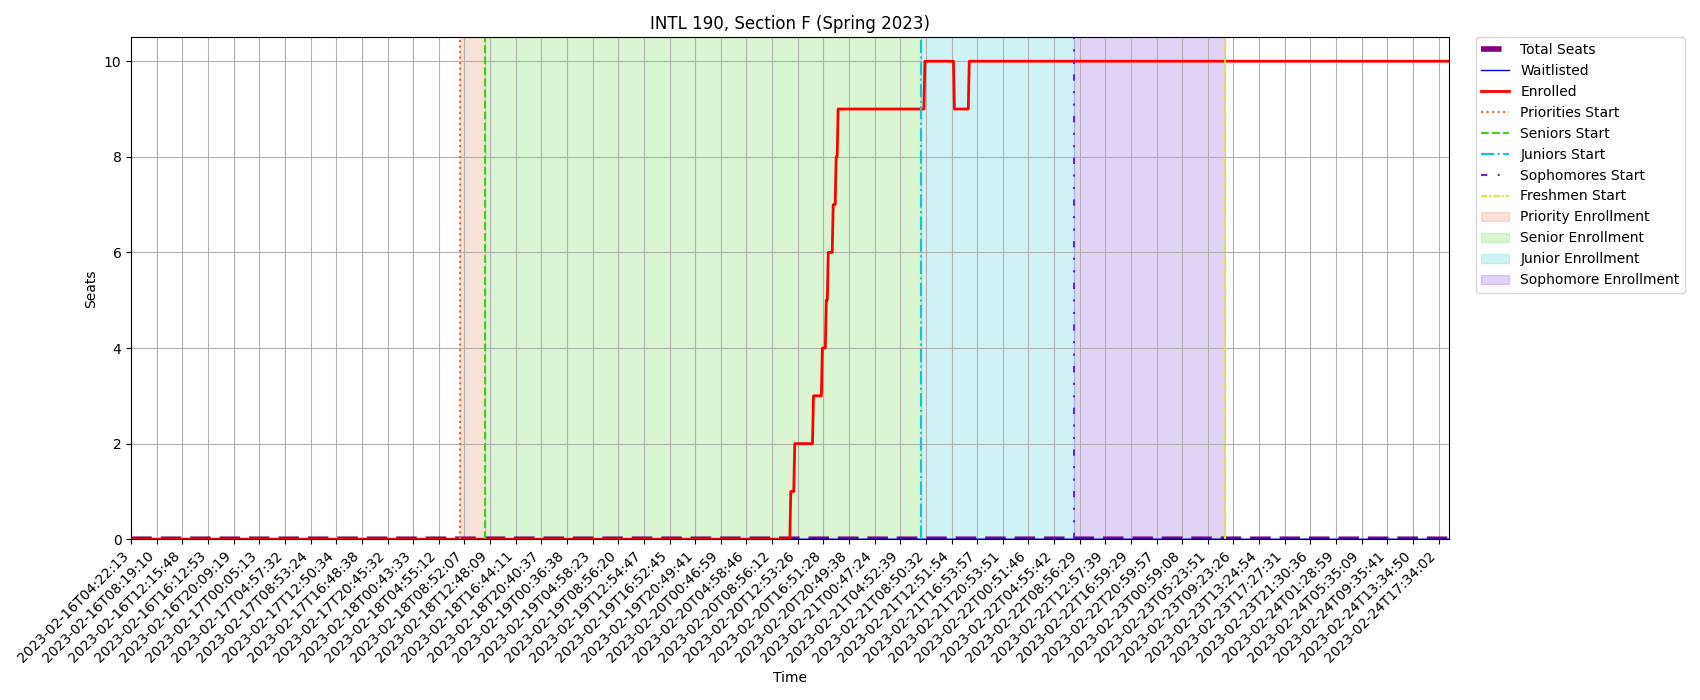 INTL 190, Section F (Spring 2023)
Seats
10
8
6
4
2
0
2023-02-16T04:22:13
2023-02-16T08:19:10
2023-02-16T12:15:48
2023-02-16T16:12:53
2023-02-16T20:09:19
2023-02-17T00:05:13
2023-02-17T04:57:32
2023-02-17T08:53:24
2023-02-17T12:50:34
2023-02-17T16:48:38
2023-02-17T20:45:32
2023-02-18T00:43:33
2023-02-18T04:55:12
2023-02-18T08:52:07
2023-02-18T12:48:09
2023-02-18T16:44:11
2023-02-18T20:40:37
2023-02-19T00:36:38
2023-02-19T04:58:23
2023-02-19T08:56:20
2023-02-19T12:54:47
2023-02-19T16:52:45
2023-02-19T20:49:41
2023-02-20T00:46:59
2023-02-20T04:58:46
2023-02-20T08:56:12
2023-02-20T12:53:26
2023-02-20T16:51:28
2023-02-20T20:49:38
2023-02-21T00:47:24
2023-02-21T04:52:39
2023-02-21T08:50:32
2023-02-21T12:51:54
2023-02-21T16:53:57
2023-02-21T20:53:51
2023-02-22T00:51:46
2023-02-22T04:55:42
2023-02-22T08:56:29
2023-02-22T12:57:39
2023-02-22T16:59:29
2023-02-22T20:59:57
2023-02-23T00:59:08
2023-02-23T05:23:51
2023-02-23T09:23:26
2023-02-23T13:24:54
2023-02-23T17:27:31
2023-02-23T21:30:36
2023-02-24T01:28:59
2023-02-24T05:35:09
2023-02-24T09:35:41
2023-02-24T13:34:50
2023-02-24T17:34:02
Time
Total Seats
Waitlisted
Enrolled
Priorities Start
Seniors Start
Juniors Start
Sophomores Start
Freshmen Start
Priority Enrollment
Senior Enrollment
Junior Enrollment
Sophomore Enrollment